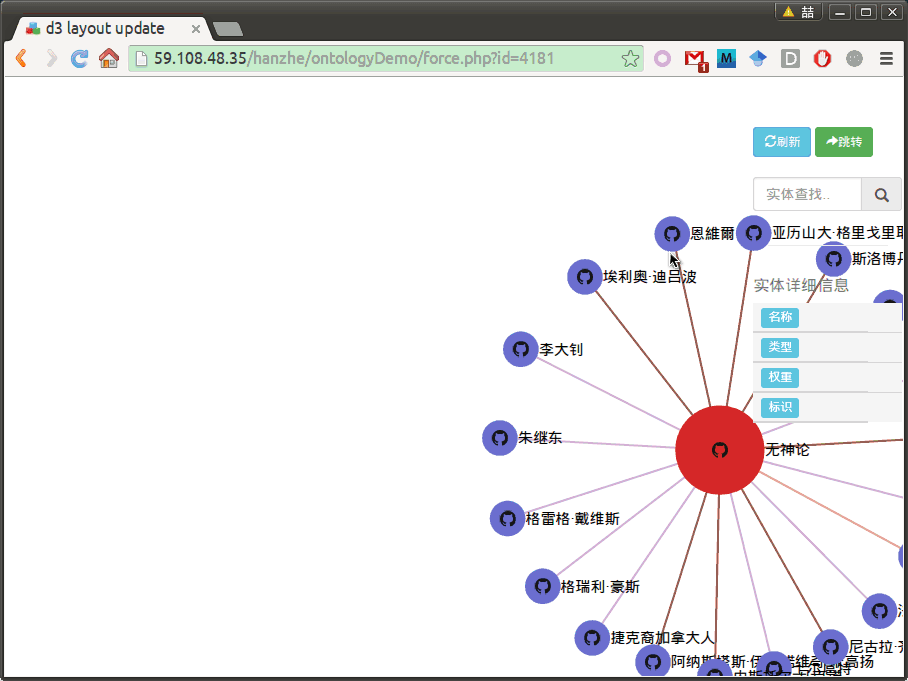 喆
d3 layout update
59.108.48.35/hanzhe/ontologyDemo/force.php?id=4181
1
M
D
刷新
跳转
实体查找..
恩維爾
亚历山大·格里戈里耶
斯洛博丹
埃利奥·迪吕波
实体详细信息
名称
李大钊
类型
权重
标识
朱继东
无神论
格雷格·戴维斯
格瑞利·豪斯
捷克裔加拿大人
尼古拉·齐
阿纳斯塔斯·伊